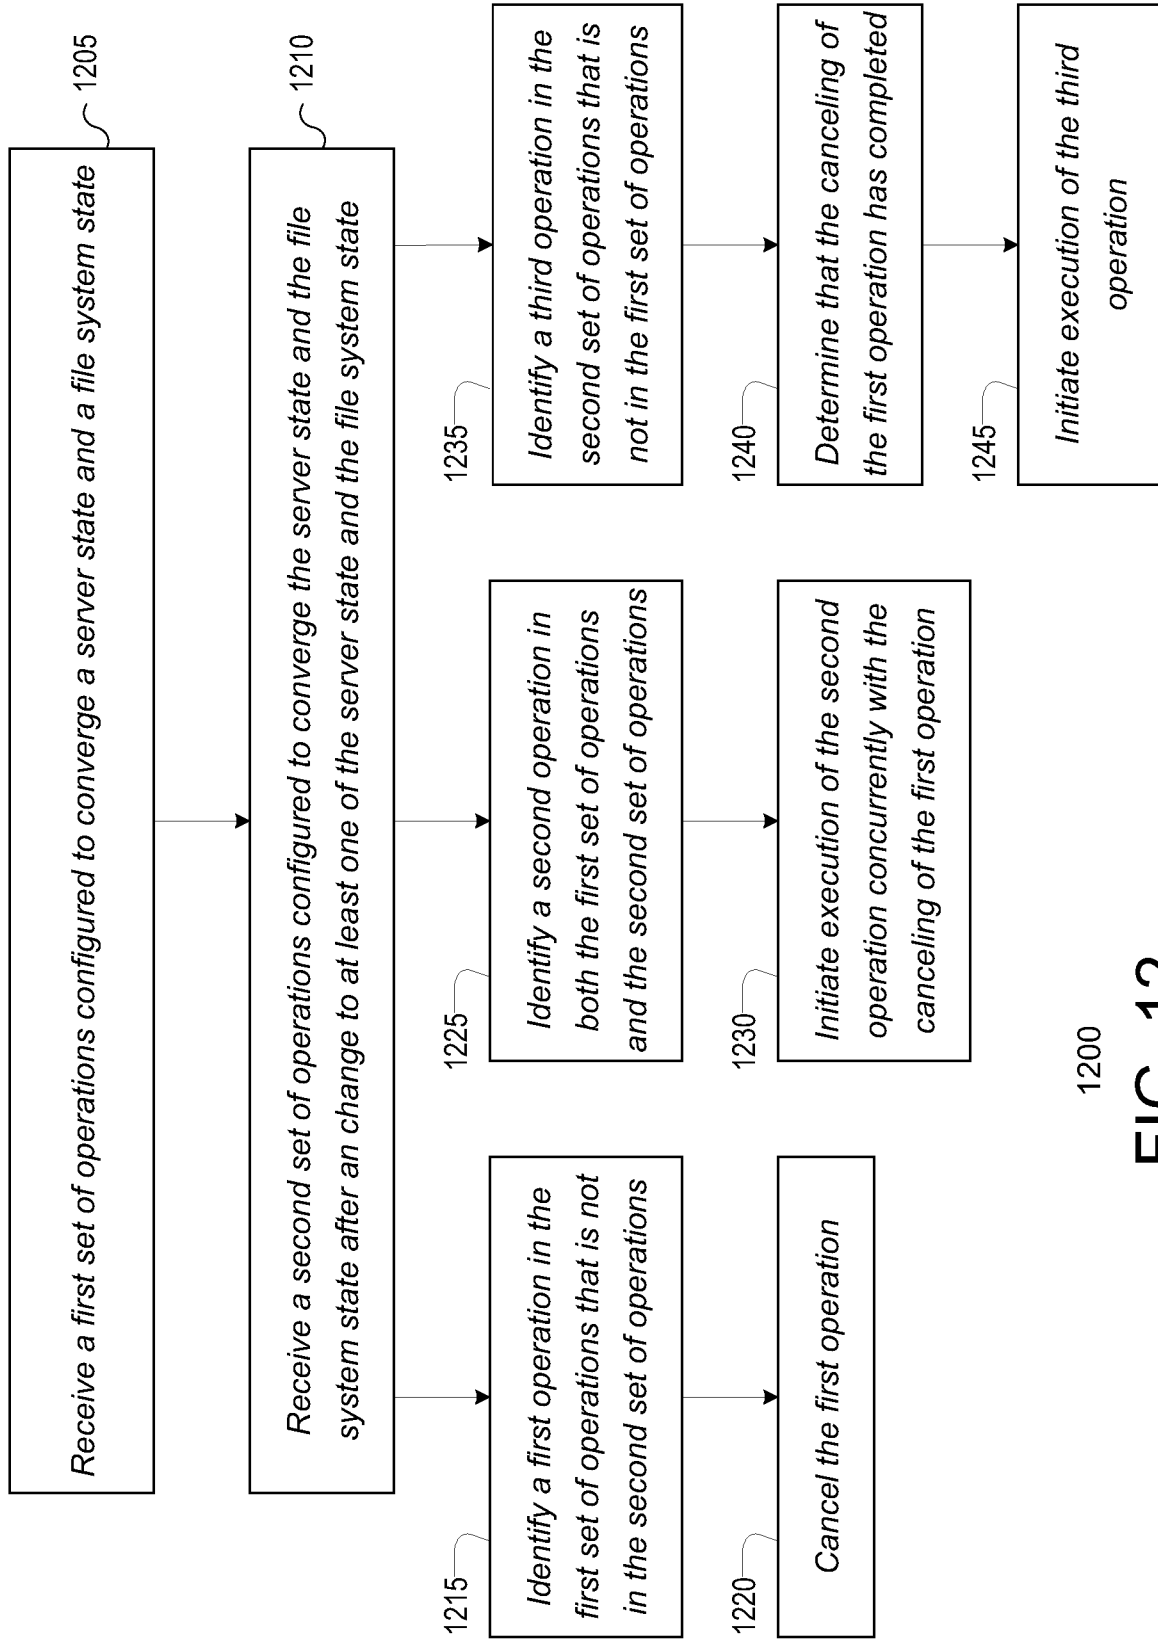 Receive a first set of operations configured to converge a server state and a file system state
1205
Receive a second set of operations configured to converge the server state and the file
system state after an change to at least one of the server state and the file system state
1210
1215
Identify a first operation in the
first set of operations that is not
in the second set of operations
1220
Cancel the first operation
1225
Identify a second operation in
both the first set of operations
and the second set of operations
1230
Initiate execution of the second
operation concurrently with the
canceling of the first operation
1235
Identify a third operation in the
second set of operations that is
not in the first set of operations
1240
Determine that the canceling of
the first operation has completed
1245
Initiate execution of the third
operation
1200
FIG. 12